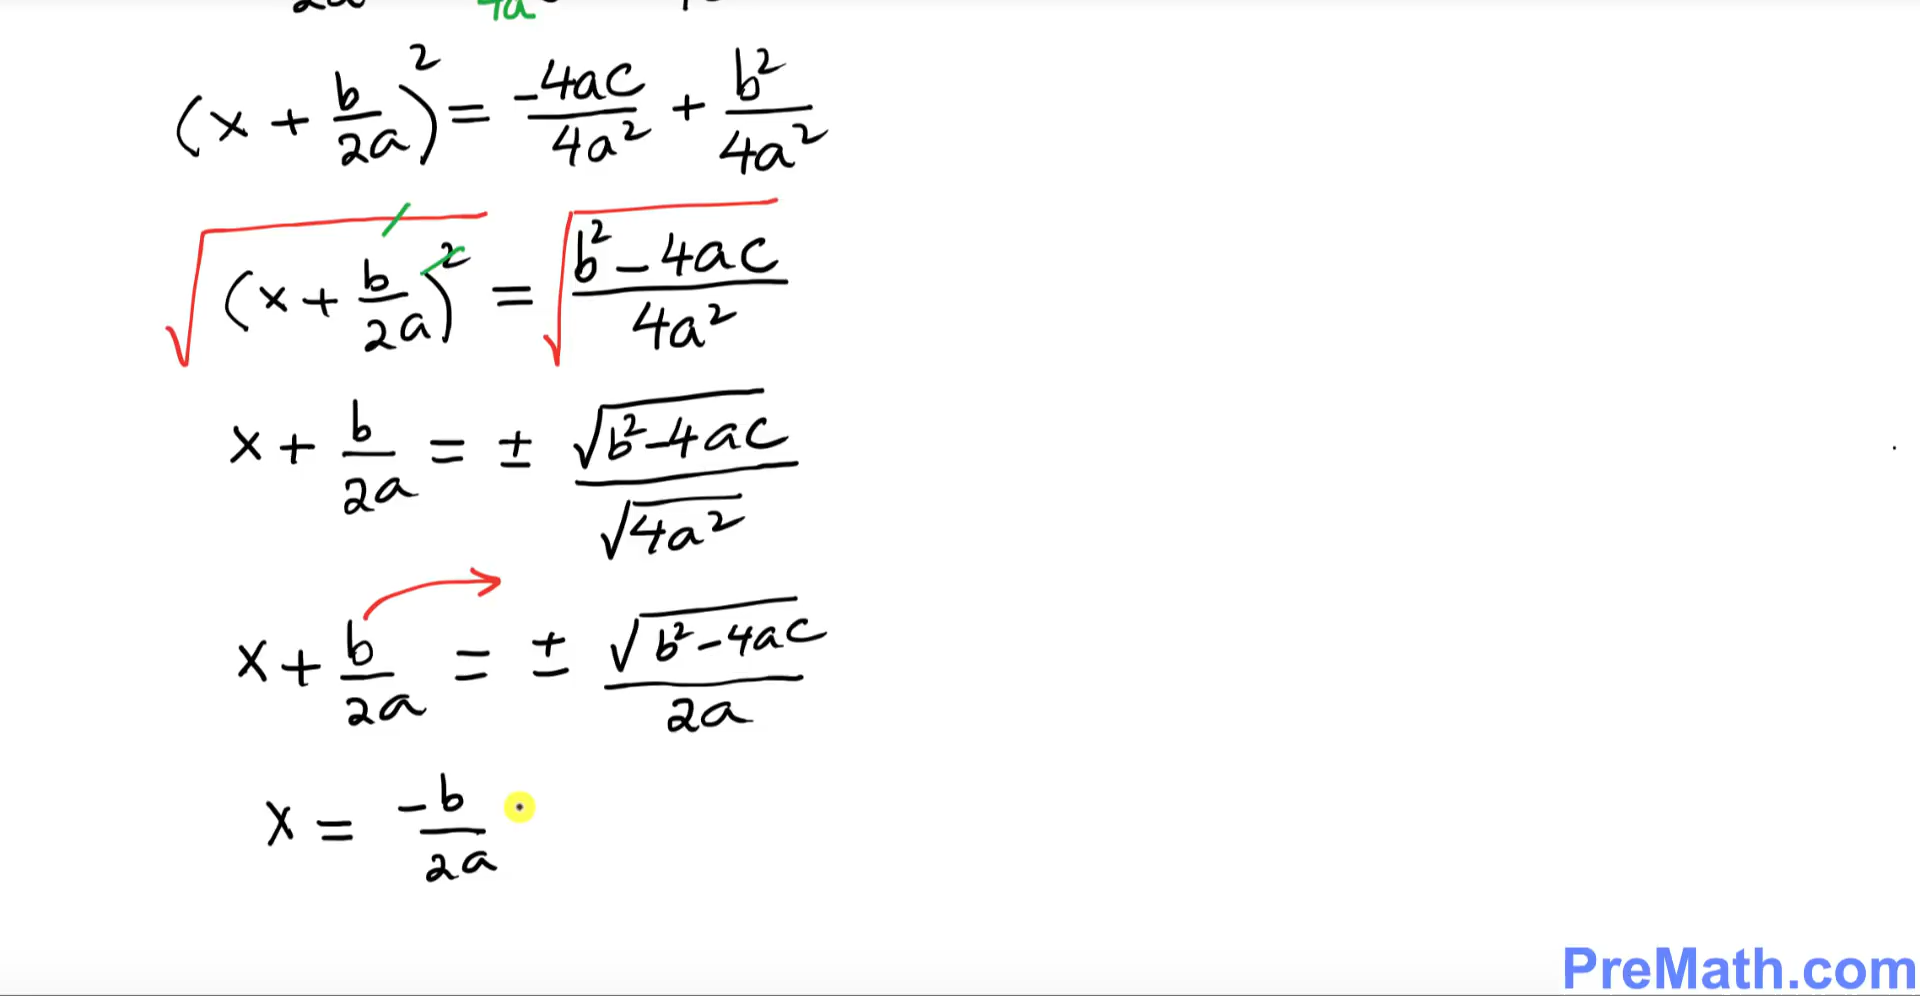 (x + b/2a)² = -4ac/4a² + b²/4a²
√(x + b/2a)² = √(b² - 4ac)/4a²
x + b/2a = ± √b²-4ac / √4a²
x + b/2a = ± √b²-4ac / 2a
x = -b/2a
PreMath.com